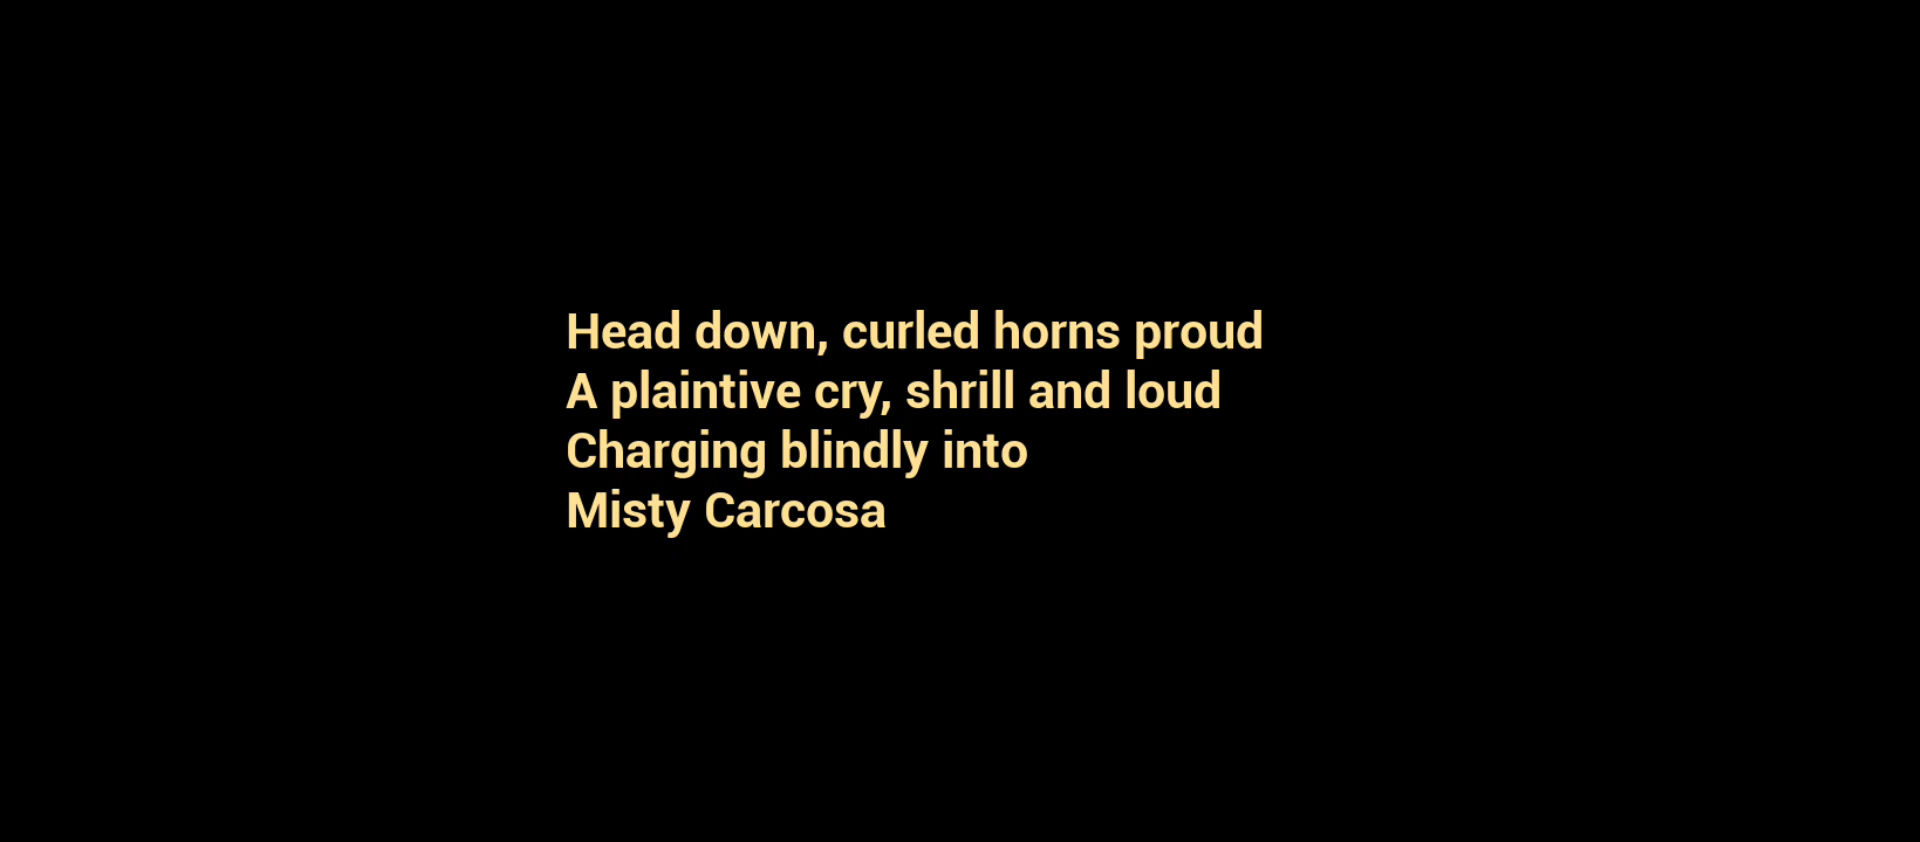 Head down, curled horns proud
A plaintive cry, shrill and loud
Charging blindly into
Misty Carcosa